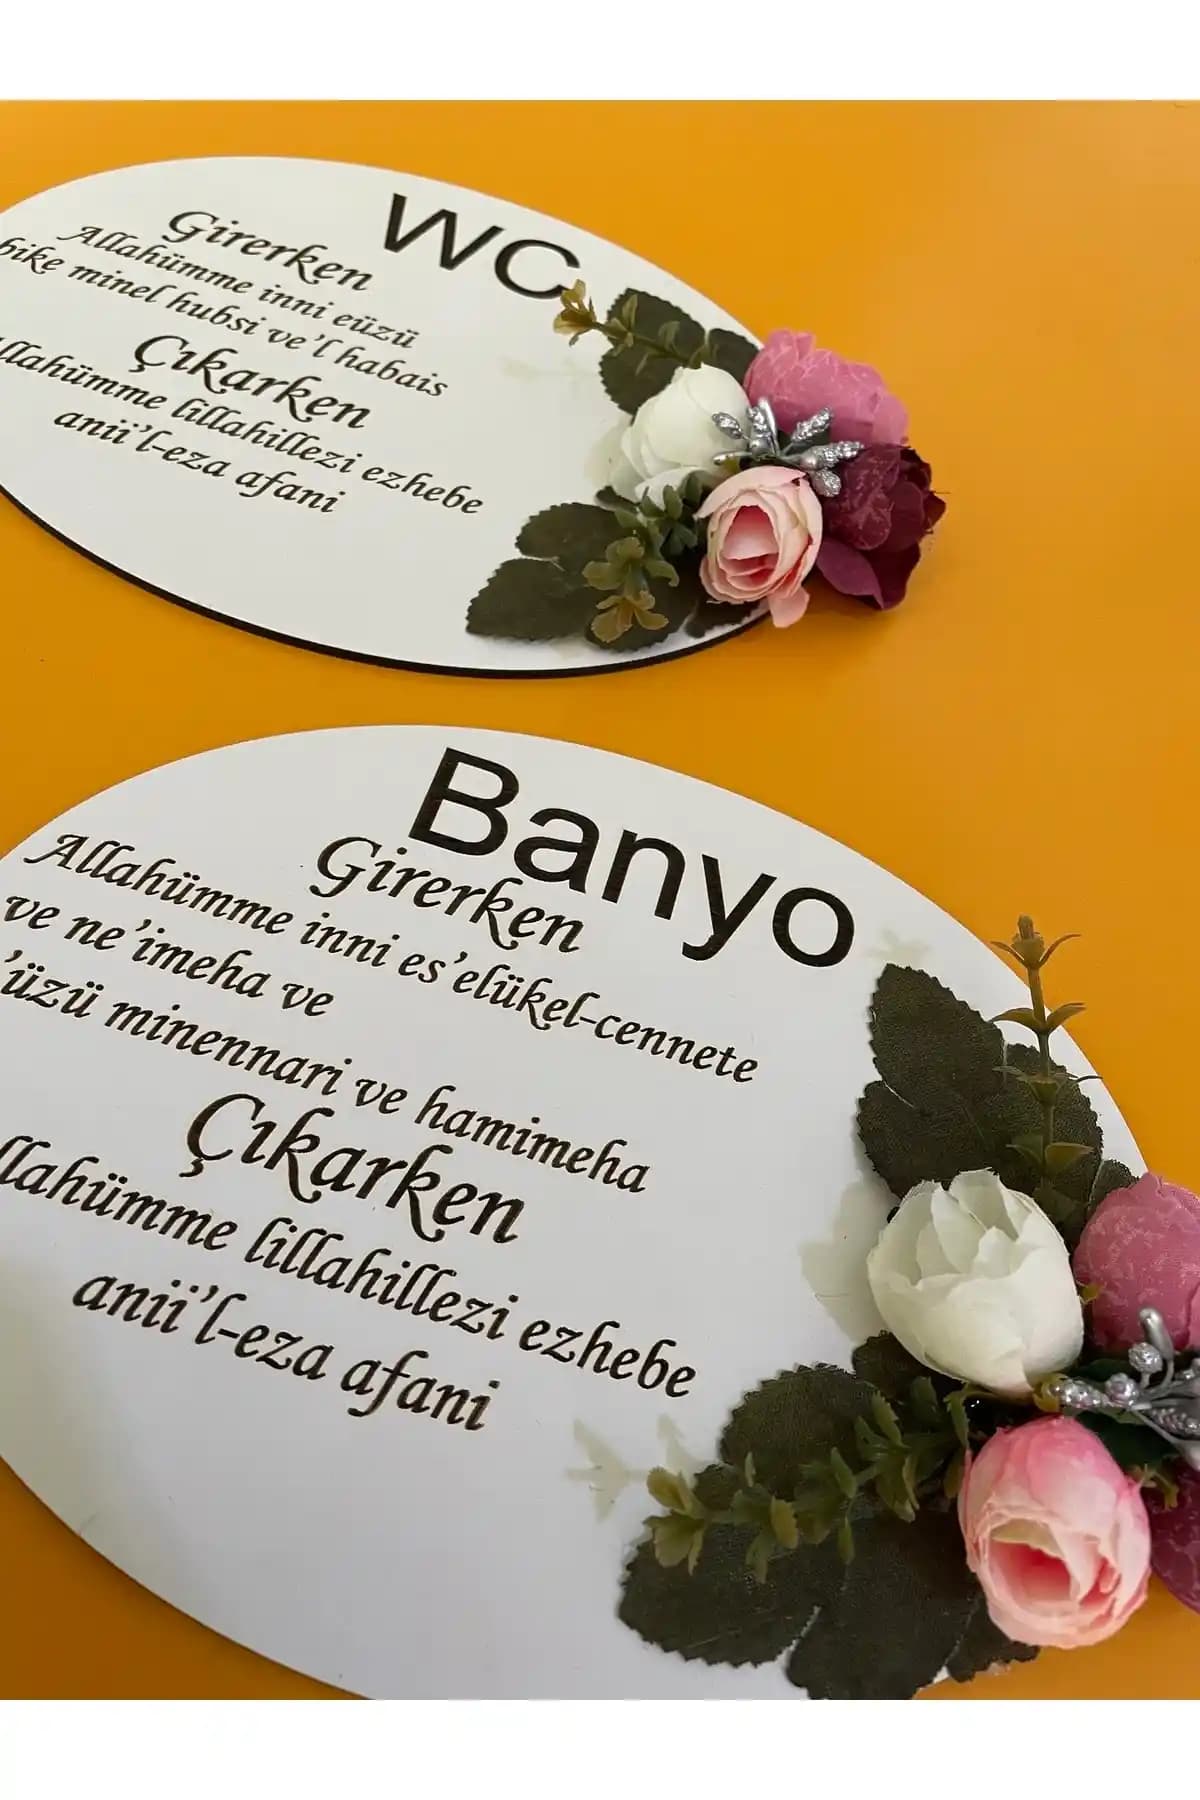 WC
Girerken
Allahümme inni eüzü
bike minel hubsi ve'l habais
Çıkarken
llahümme lillahillezi ezhebe
anii'l-eza afani
Banyo
Girerken
Allahümme inni es'elükel-cennete
ve ne'imeha ve
'üzü minennari ve hamimeha
Çıkarken
llahümme lillahillezi ezhebe
anii'l-eza afani